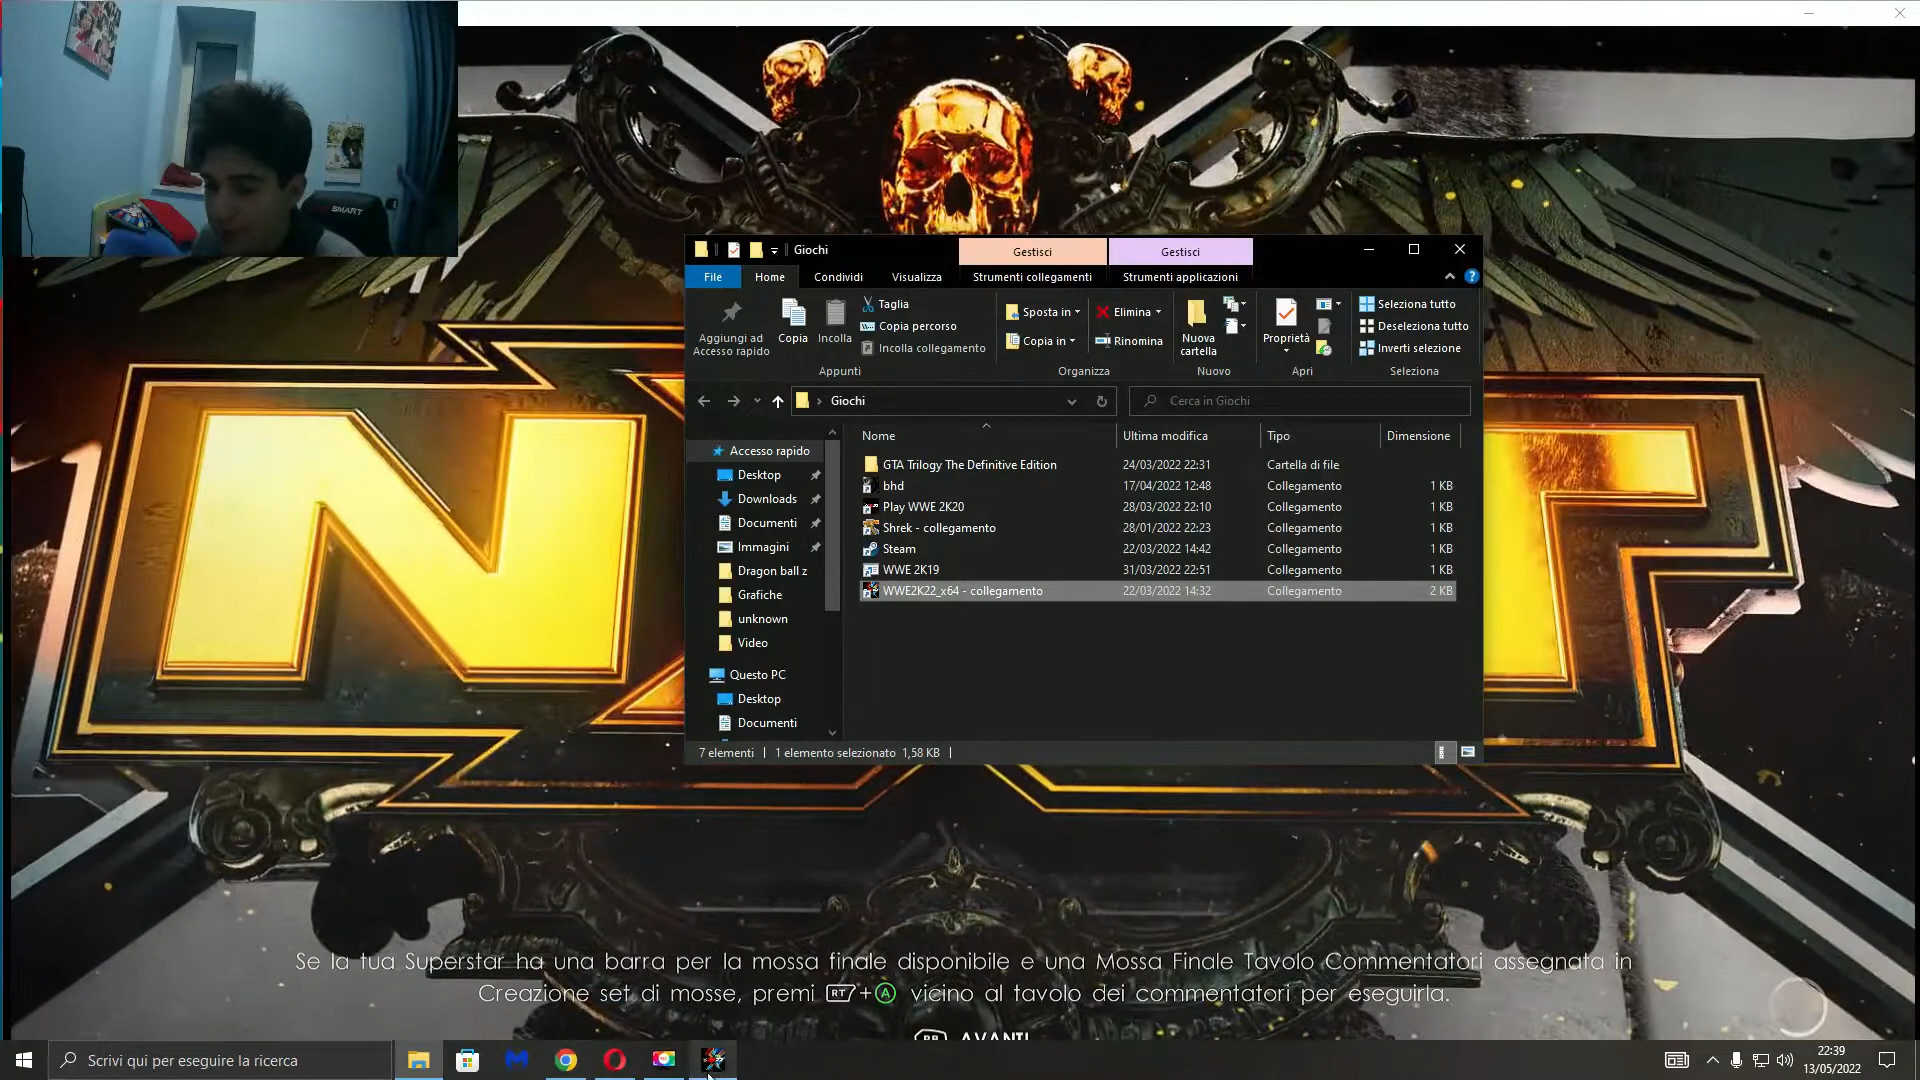 SMART
Giochi
Gestisci
Gestisci
File
Home
Condividi
Visualizza
Strumenti collegamenti
Strumenti applicazioni
Aggiungi ad
Accesso rapido
Copia
Incolla
Taglia
Copia percorso
Incolla collegamento
Appunti
Sposta in
Copia in
Elimina
Rinomina
Organizza
Nuova
cartella
Nuovo
Proprietà
Apri
Seleziona tutto
Deseleziona tutto
Inverti selezione
Seleziona
Giochi
Cerca in Giochi
Accesso rapido
Desktop
Downloads
Documenti
Immagini
Dragon ball z
Grafiche
unknown
Video
Questo PC
Desktop
Documenti
Nome Ultima modifica Tipo Dimensione
GTA Trilogy The Definitive Edition 24/03/2022 22:31 Cartella di file
bhd 17/04/2022 12:48 Collegamento 1 KB
Play WWE 2K20 28/03/2022 22:10 Collegamento 1 KB
Shrek - collegamento 28/01/2022 22:23 Collegamento 1 KB
Steam 22/03/2022 14:42 Collegamento 1 KB
WWE 2K19 31/03/2022 22:51 Collegamento 1 KB
WWE2K22_x64 - collegamento 22/03/2022 14:32 Collegamento 2 KB
7 elementi 1 elemento selezionato 1,58 KB
Se la tua Superstar ha una barra per la mossa finale disponibile e una Mossa Finale Tavolo Commentatori assegnata in
Creazione set di mosse, premi RT+A vicino al tavolo dei commentatori per eseguirla.
AVANTI
Scrivi qui per eseguire la ricerca
22:39
13/05/2022